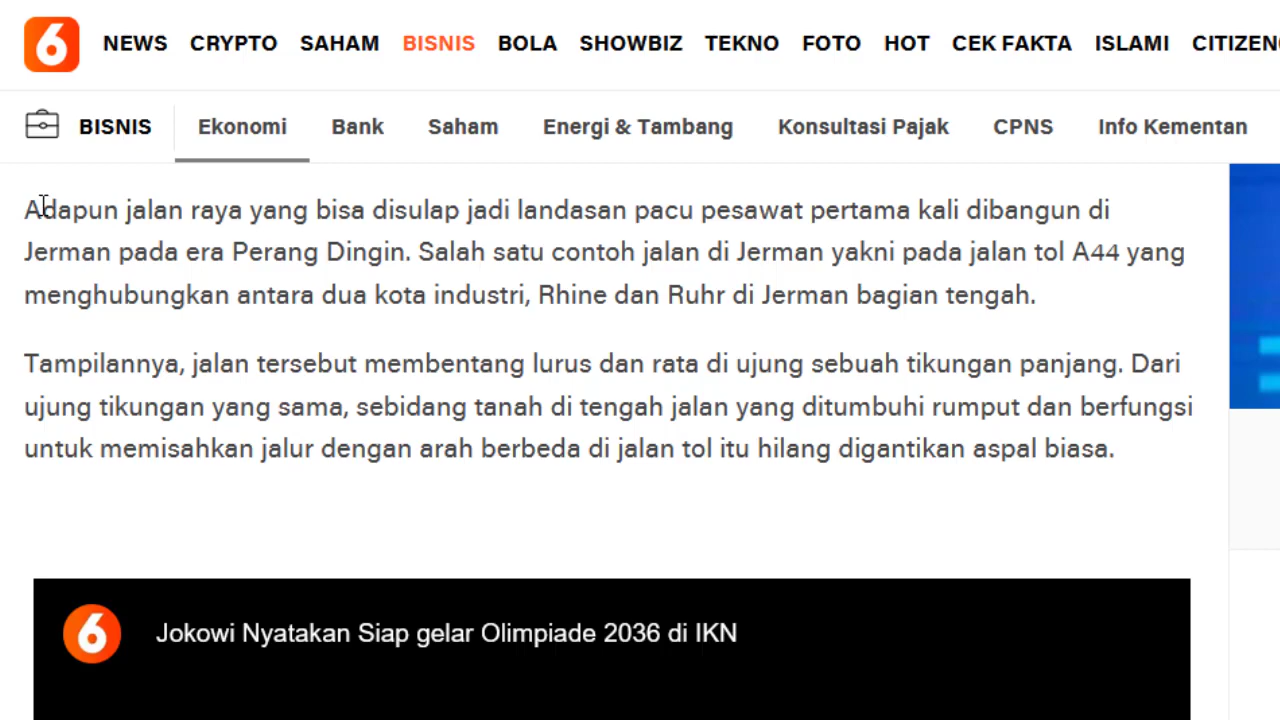 6 NEWS CRYPTO SAHAM BISNIS BOLA SHOWBIZ TEKNO FOTO HOT CEK FAKTA ISLAMI
BISNIS Ekonomi Bank Saham Energi & Tambang Konsultasi Pajak CPNS Info Kementan
Adapun jalan raya yang bisa disulap jadi landasan pacu pesawat pertama kali dibangun di
Jerman pada era Perang Dingin. Salah satu contoh jalan di Jerman yakni pada jalan tol A44 yang
menghubungkan antara dua kota industri, Rhine dan Ruhr di Jerman bagian tengah.
Tampilannya, jalan tersebut membentang lurus dan rata di ujung sebuah tikungan panjang. Dari
ujung tikungan yang sama, sebidang tanah di tengah jalan yang ditumbuhi rumput dan berfungsi
untuk memisahkan jalur dengan arah berbeda di jalan tol itu hilang digantikan aspal biasa.
6 Jokowi Nyatakan Siap gelar Olimpiade 2036 di IKN